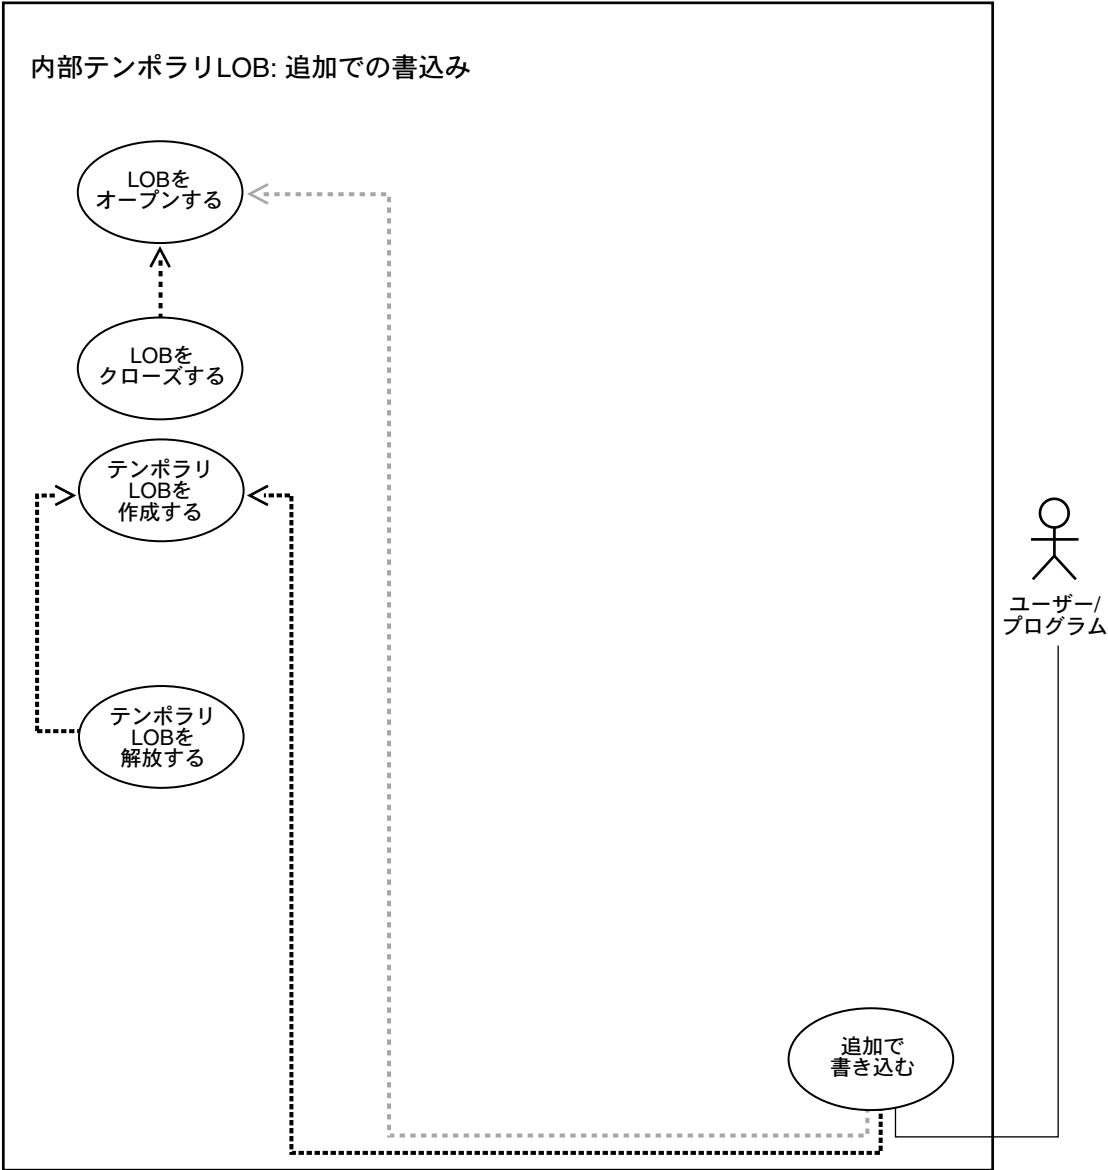 内部テンポラリLOB: 追加での書込み
LOBを
オープンする
LOBを
クローズする
テンポラリ
LOBを
作成する
ユーザー/
プログラム
テンポラリ
LOBを
解放する
追加で
書き込む